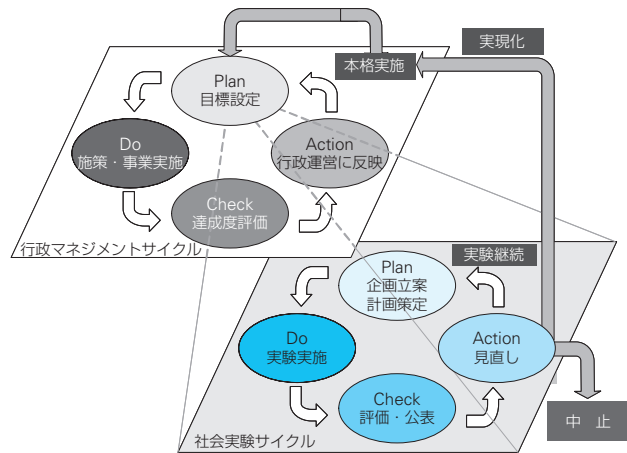 実現化
本格実施
Plan
目標設定
Do
施策・事業実施
Action
行政運営に反映
Check
達成度評価
行政マネジメントサイクル
実験継続
Plan
企画立案
計画策定
Do
実験実施
Action
見直し
Check
評価・公表
中 止
社会実験サイクル